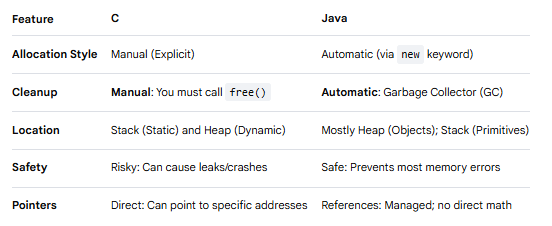 Feature C Java
Allocation Style Manual (Explicit) Automatic (via new keyword)
Cleanup Manual: You must call free() Automatic: Garbage Collector (GC)
Location Stack (Static) and Heap (Dynamic) Mostly Heap (Objects); Stack (Primitives)
Safety Risky: Can cause leaks/crashes Safe: Prevents most memory errors
Pointers Direct: Can point to specific addresses References: Managed; no direct math